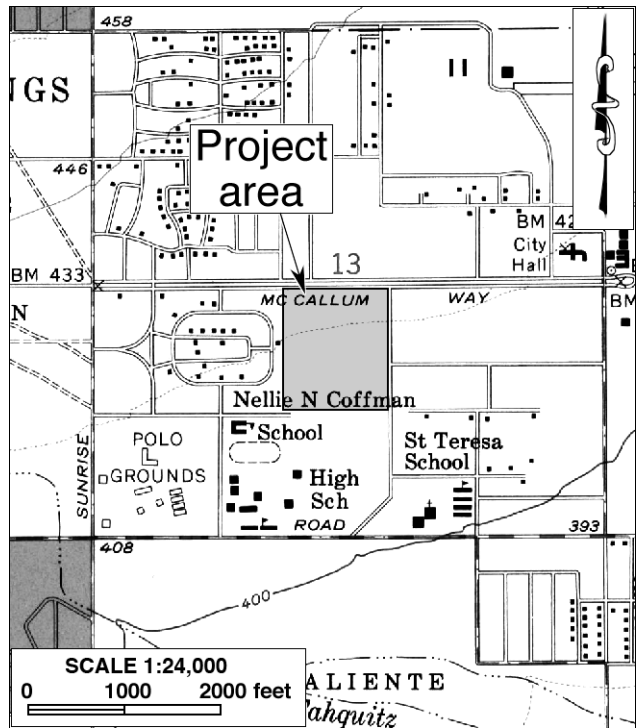 458
NGS
446
Project
area
BM 42
City
Hall
13
BM 433
MC CALLUM WAY
BM
N
Nellie N Coffman
School
St Teresa
School
POLO
GROUNDS
High
Sch
SUNRISE
ROAD
393
408
400
SCALE 1:24,000
0 1000 2000 feet
ALIENTE
Tahquitz